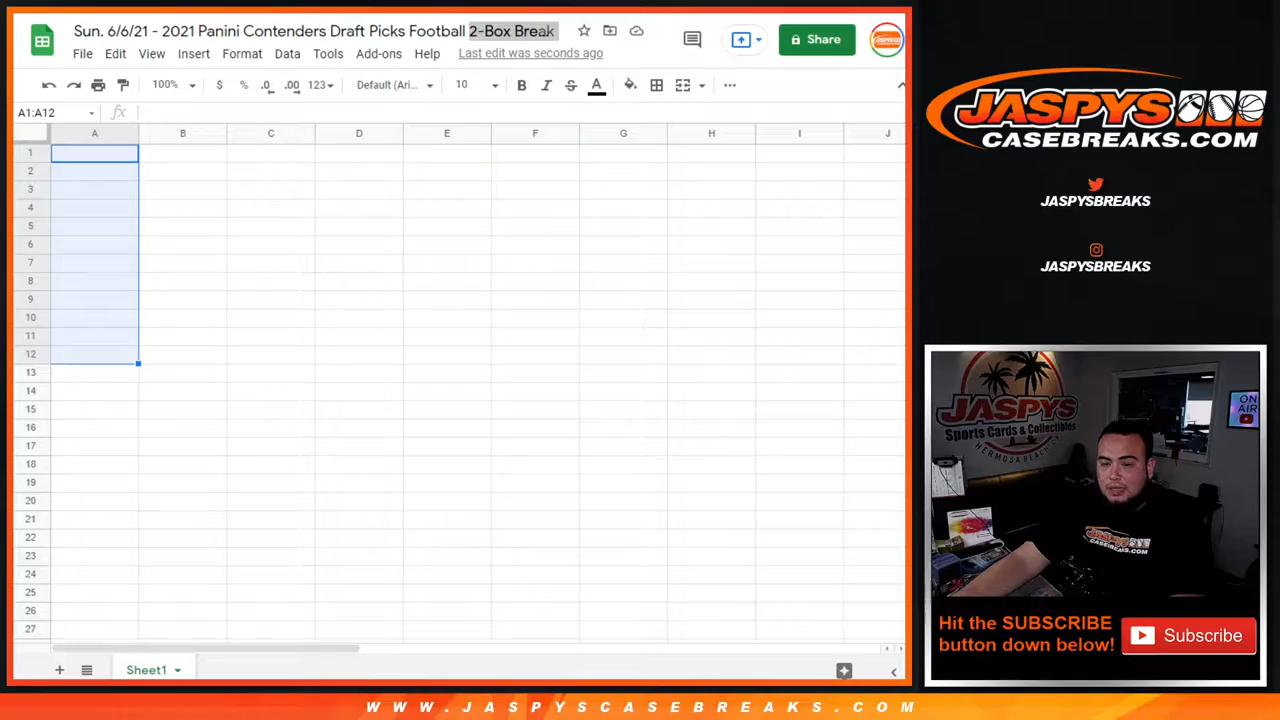 Sun. 6/6/21 - 2021 Panini Contenders Draft Picks Football 2-Box Break
File Edit View Insert Format Data Tools Add-ons Help Last edit was seconds ago
Share
100% $ % .0 .00 123 Default (Ari... 10 B I S A
A1:A12 fx
A B C D E F G H I J
1
2
3
4
5
6
7
8
9
10
11
12
13
14
15
16
17
18
19
20
21
22
23
24
25
26
27
Sheet1
JASPYS
CASEBREAKS.COM
JASPYSBREAKS
JASPYSBREAKS
JASPYS
Sports Cards & Collectibles
HERMOSA BEACH
ON
AIR
JASPYS
CASEBREAKS.COM
Hit the SUBSCRIBE
button down below!
Subscribe
WWW.JASPYSCASEBREAKS.COM